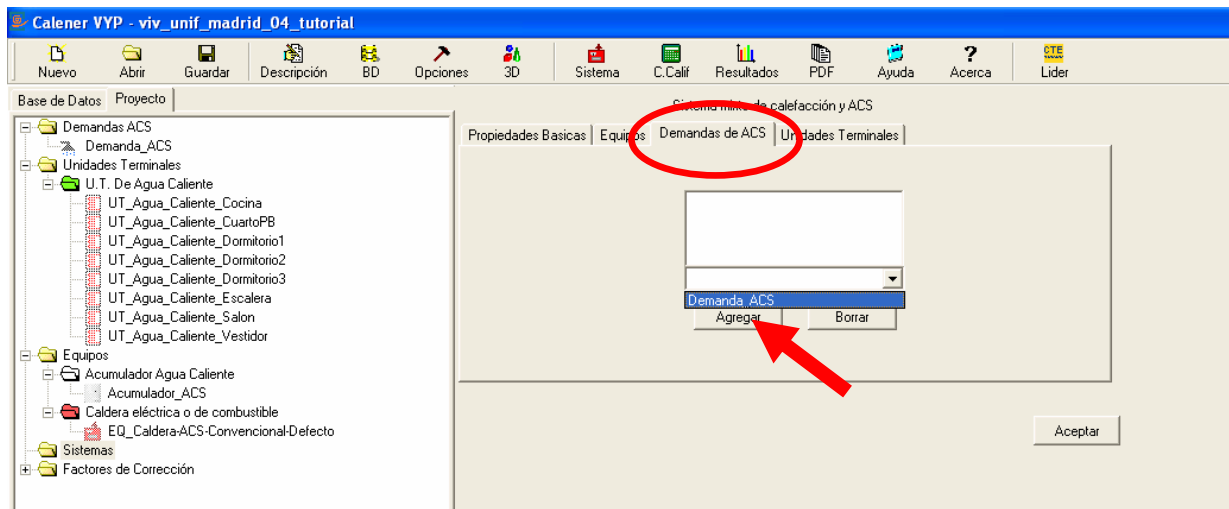 Calener VYP - viv_unif_madrid_04_tutorial
Nuevo Abrir Guardar Descripción BD Opciones 3D Sistema C.Calif Resultados PDF Ayuda Acerca CTE Lider
Base de Datos Proyecto
Sistema mixto de calefacción y ACS
Propiedades Basicas Equipos Demandas de ACS Unidades Terminales
Demandas ACS
Demanda_ACS
Unidades Terminales
U.T. De Agua Caliente
UT_Agua_Caliente_Cocina
UT_Agua_Caliente_CuartoPB
UT_Agua_Caliente_Dormitorio1
UT_Agua_Caliente_Dormitorio2
UT_Agua_Caliente_Dormitorio3
UT_Agua_Caliente_Escalera
UT_Agua_Caliente_Salon
UT_Agua_Caliente_Vestidor
Equipos
Acumulador Agua Caliente
Acumulador_ACS
Caldera eléctrica o de combustible
EQ_Caldera-ACS-Convencional-Defecto
Sistemas
Factores de Corrección
Demanda_ACS
Agregar Borrar
Aceptar